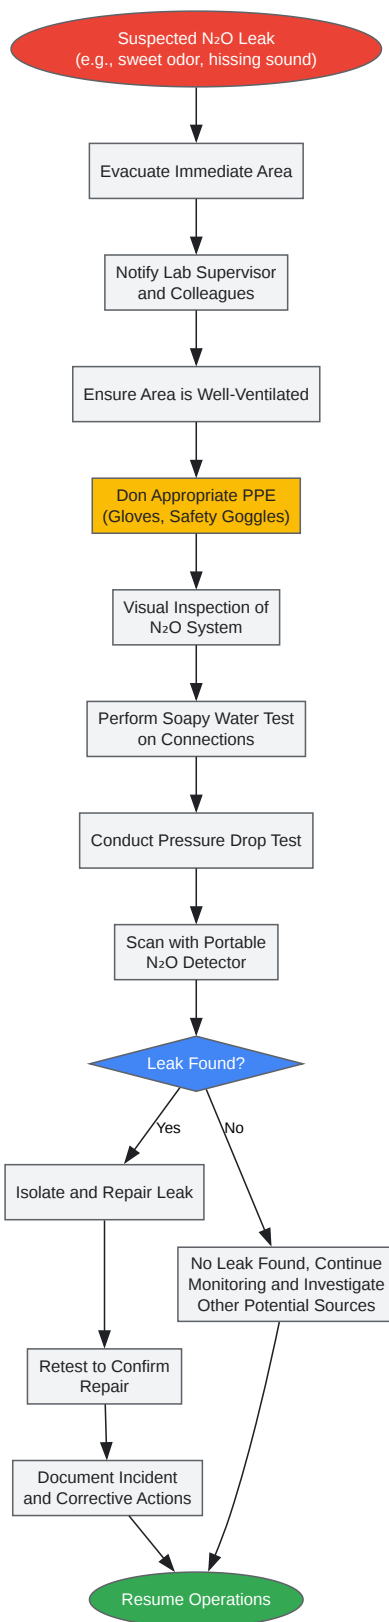 Suspected N₂O Leak
(e.g., sweet odor, hissing sound)
Evacuate Immediate Area
Notify Lab Supervisor
and Colleagues
Ensure Area is Well-Ventilated
Don Appropriate PPE
(Gloves, Safety Goggles)
Visual Inspection of
N₂O System
Perform Soapy Water Test
on Connections
Conduct Pressure Drop Test
Scan with Portable
N₂O Detector
Leak Found?
Yes
No
Isolate and Repair Leak
No Leak Found, Continue
Monitoring and Investigate
Other Potential Sources
Retest to Confirm
Repair
Document Incident
and Corrective Actions
Resume Operations